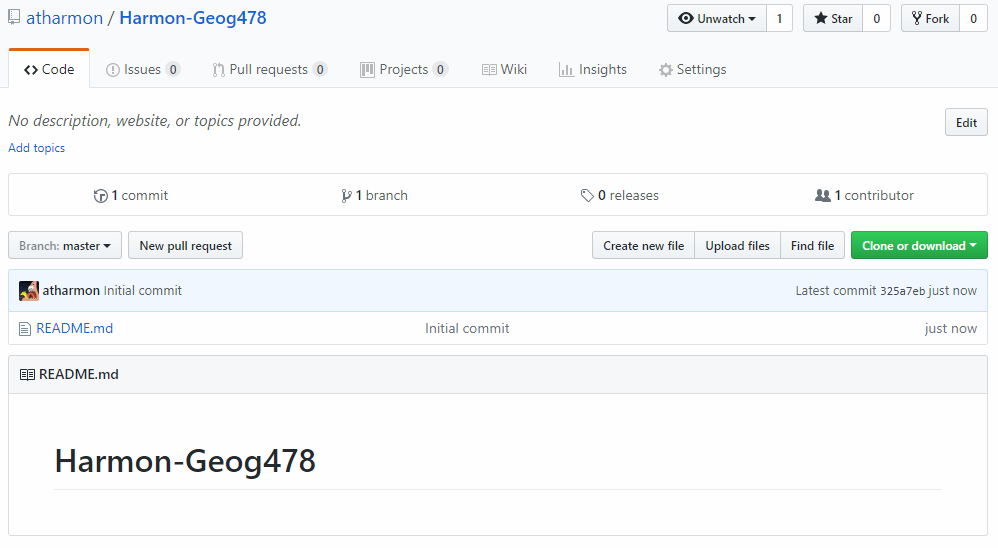 atharmon / Harmon-Geog478 Unwatch 1 Star 0 Fork 0
Code Issues 0 Pull requests 0 Projects 0 Wiki Insights Settings
No description, website, or topics provided. Edit
Add topics
1 commit 1 branch 0 releases 1 contributor
Branch: master New pull request Create new file Upload files Find file Clone or download
atharmon Initial commit Latest commit 325a7eb just now
README.md Initial commit just now
README.md
Harmon-Geog478